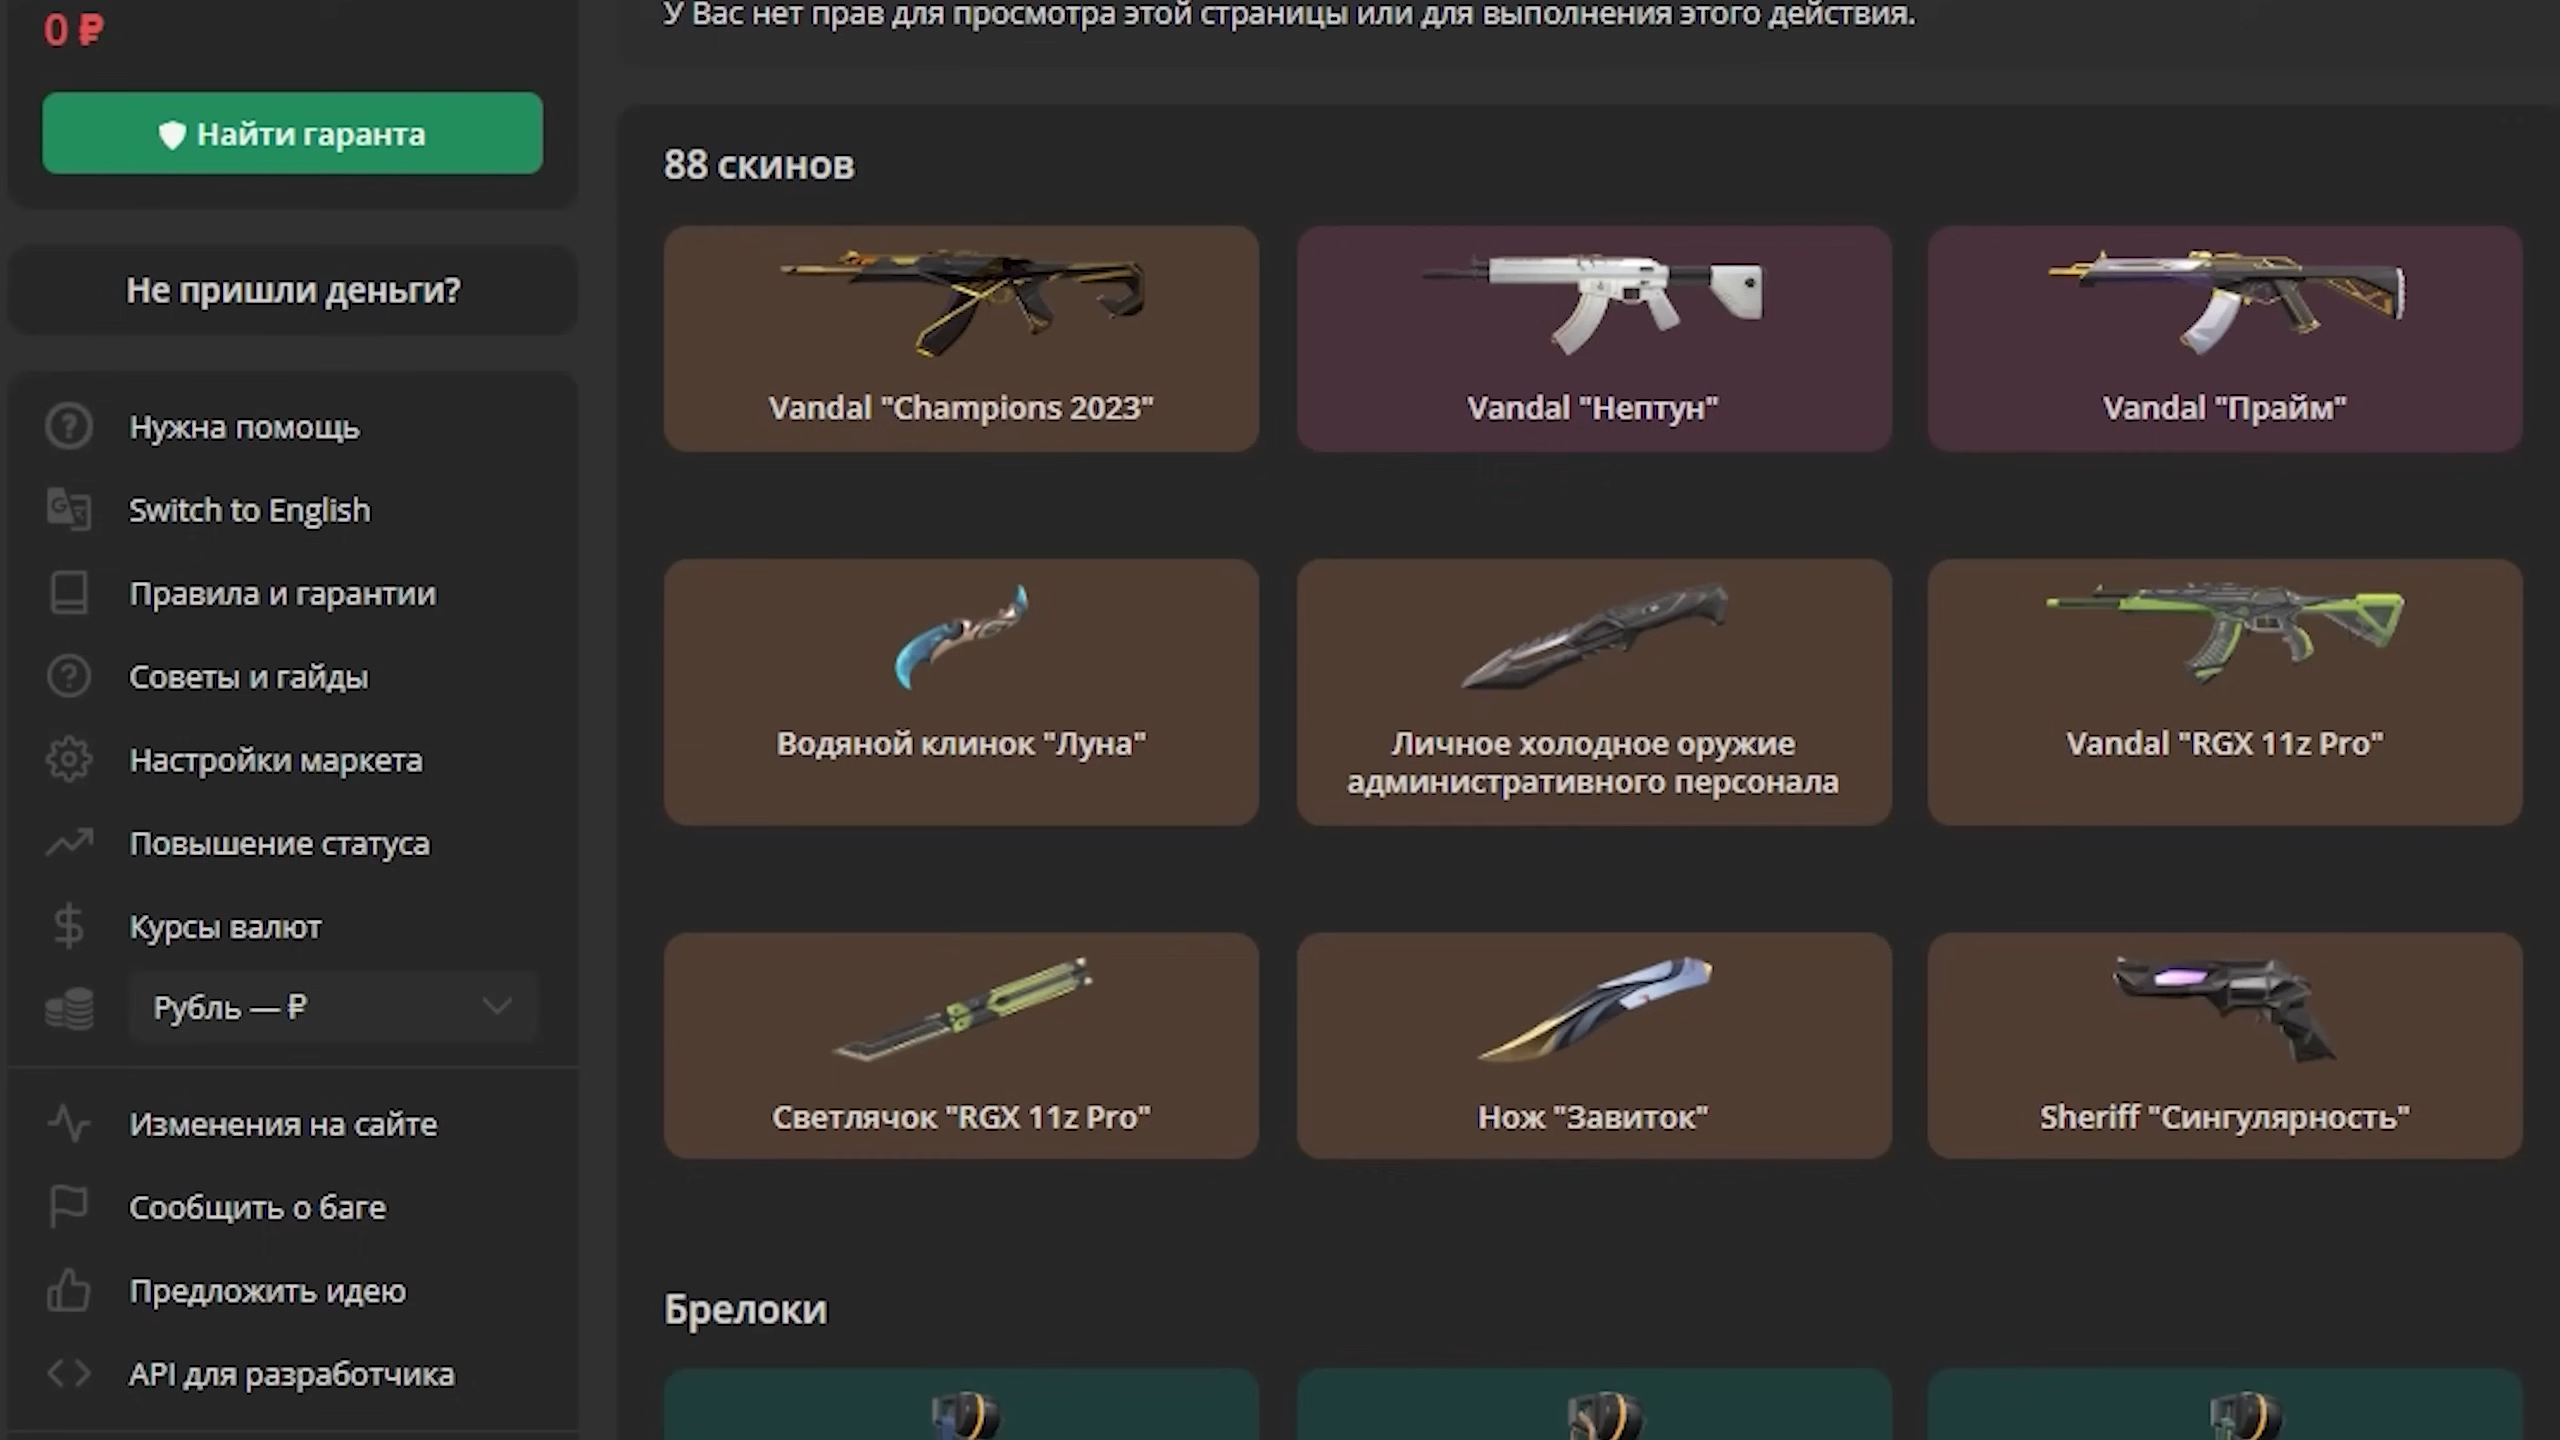 0 ₽
Найти гаранта
Не пришли деньги?
Нужна помощь
Switch to English
Правила и гарантии
Советы и гайды
Настройки маркета
Повышение статуса
Курсы валют
Рубль — ₽
Изменения на сайте
Сообщить о баге
Предложить идею
API для разработчика
У Вас нет прав для просмотра этой страницы или для выполнения этого действия.
88 скинов
Vandal "Champions 2023"
Vandal "Нептун"
Vandal "Прайм"
Водяной клинок "Луна"
Личное холодное оружие
административного персонала
Vandal "RGX 11z Pro"
Светлячок "RGX 11z Pro"
Нож "Завиток"
Sheriff "Сингулярность"
Брелоки